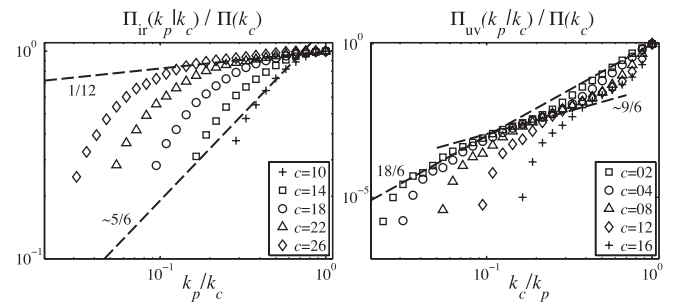 Π_ir(k_p|k_c) / Π(k_c)
10^0
1/12
~5/6
+ c=10
□ c=14
○ c=18
△ c=22
◇ c=26
10^-1
10^-1
10^0
k_p/k_c
Π_uv(k_p/k_c) / Π(k_c)
10^0
~9/6
18/6
10^-5
□ c=02
○ c=04
△ c=08
◇ c=12
+ c=16
10^-1
10^0
k_c/k_p